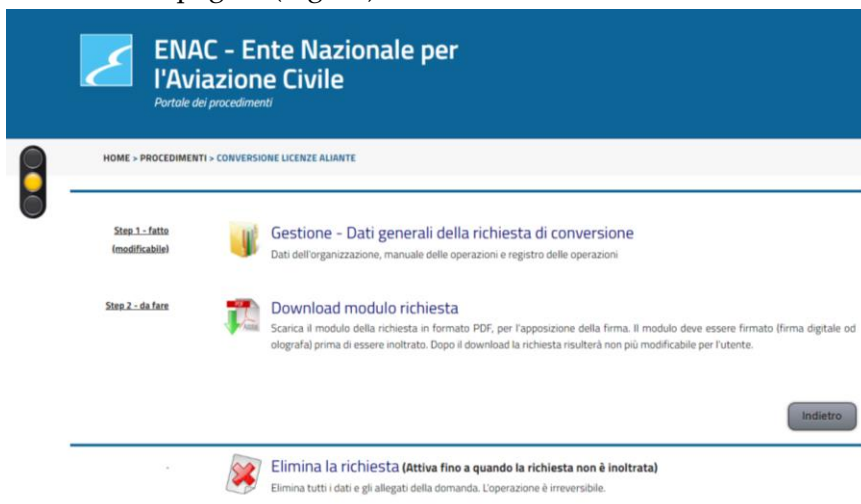 ENAC - Ente Nazionale per
l'Aviazione Civile
Portale dei procedimenti
HOME > PROCEDIMENTI > CONVERSIONE LICENZE ALIANTE
Step 1 - fatto
(modificabile)
Gestione - Dati generali della richiesta di conversione
Dati dell'organizzazione, manuale delle operazioni e registro delle operazioni
Step 2 - da fare
PDF
Download modulo richiesta
Scarica il modulo della richiesta in formato PDF, per l'apposizione della firma. Il modulo deve essere firmato (firma digitale od
olografa) prima di essere inoltrato. Dopo il download la richiesta risulterà non più modificabile per l'utente.
Indietro
Elimina la richiesta (Attiva fino a quando la richiesta non è inoltrata)
Elimina tutti i dati e gli allegati della domanda. L'operazione è irreversibile.